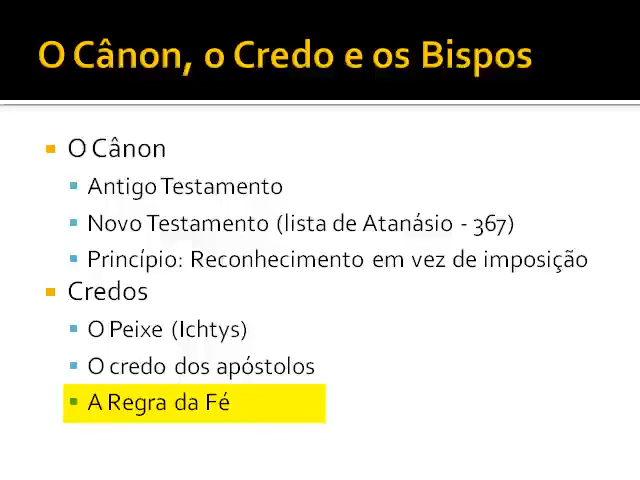 O Cânon, o Credo e os Bispos
O Cânon
Antigo Testamento
Novo Testamento (lista de Atanásio - 367)
Princípio: Reconhecimento em vez de imposição
Credos
O Peixe (Ichtys)
O credo dos apóstolos
A Regra da Fé